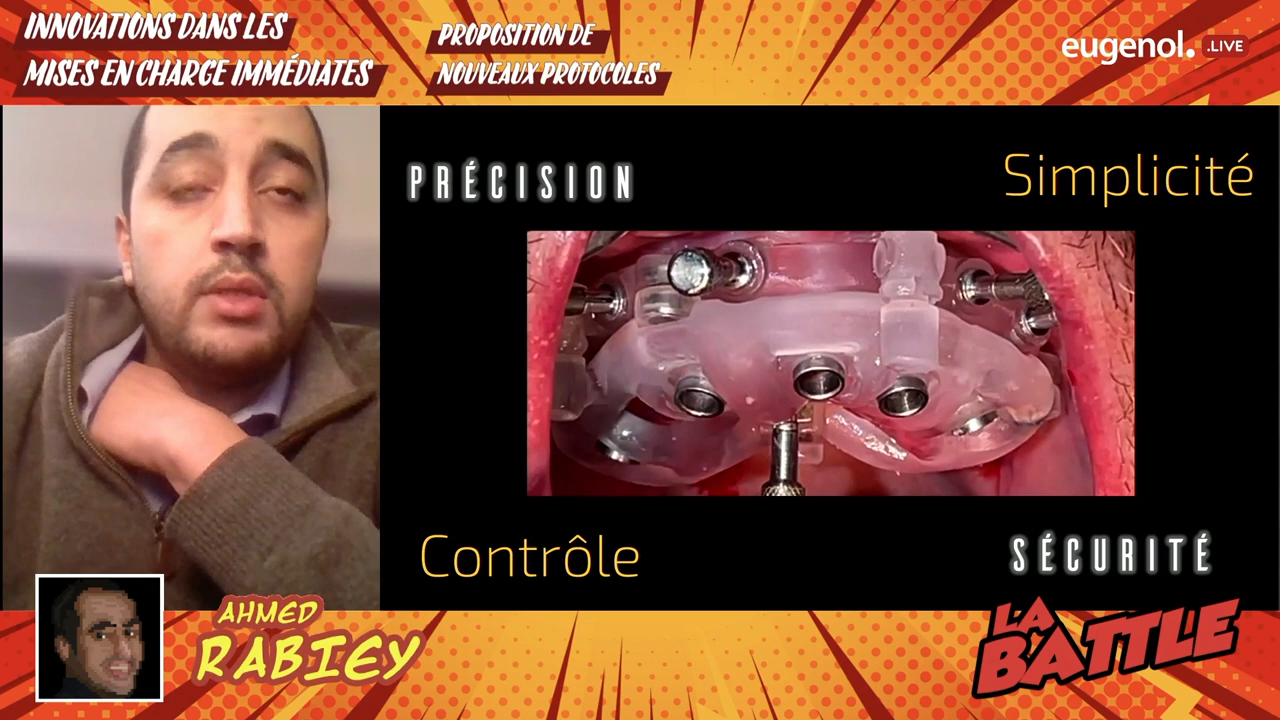 INNOVATIONS DANS LES
MISES EN CHARGE IMMÉDIATES
PROPOSITION DE
NOUVEAUX PROTOCOLES
eugenol. .LIVE
PRÉCISION
Simplicité
Contrôle
SÉCURITÉ
AHMED
RABIEY
LA
BATTLE